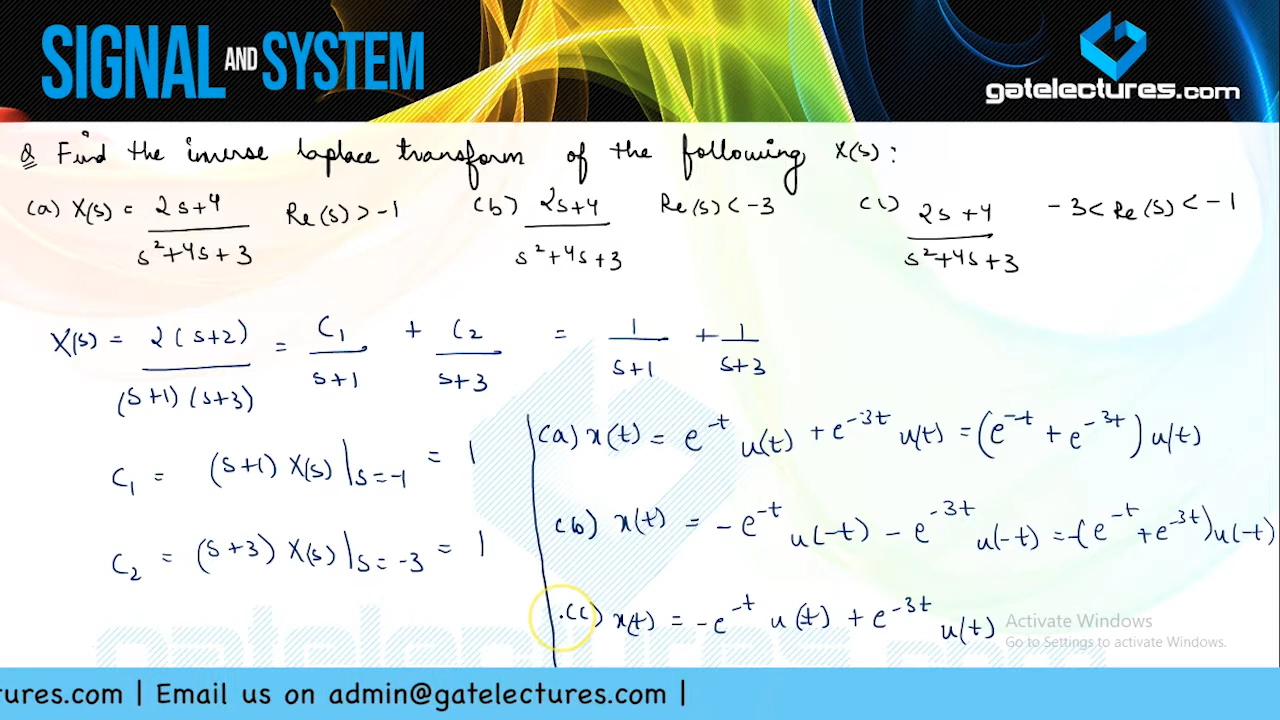 SIGNAL AND SYSTEM
gatelectures.com
Q Find the inverse laplace transform of the following X(s) :
(a) X(s) = 2s+4 / s²+4s+3 Re(s) > -1 (b) 2s+4 / s²+4s+3 Re(s) < -3 (c) 2s+4 / s²+4s+3 -3 < Re(s) < -1
X(s) = 2(s+2) / (s+1)(s+3) = C₁ / s+1 + C₂ / s+3 = 1 / s+1 + 1 / s+3
C₁ = (s+1) X(s) |s=-1 = 1
C₂ = (s+3) X(s) |s=-3 = 1
(a) x(t) = e^-t u(t) + e^-3t u(t) = (e^-t + e^-3t) u(t)
(b) x(t) = -e^-t u(-t) - e^-3t u(-t) = -(e^-t + e^-3t) u(-t)
.(c) x(t) = -e^-t u(t) + e^-3t u(t)
Activate Windows
Go to Settings to activate Windows.
gatelectures.com
tures.com | Email us on admin@gatelectures.com |